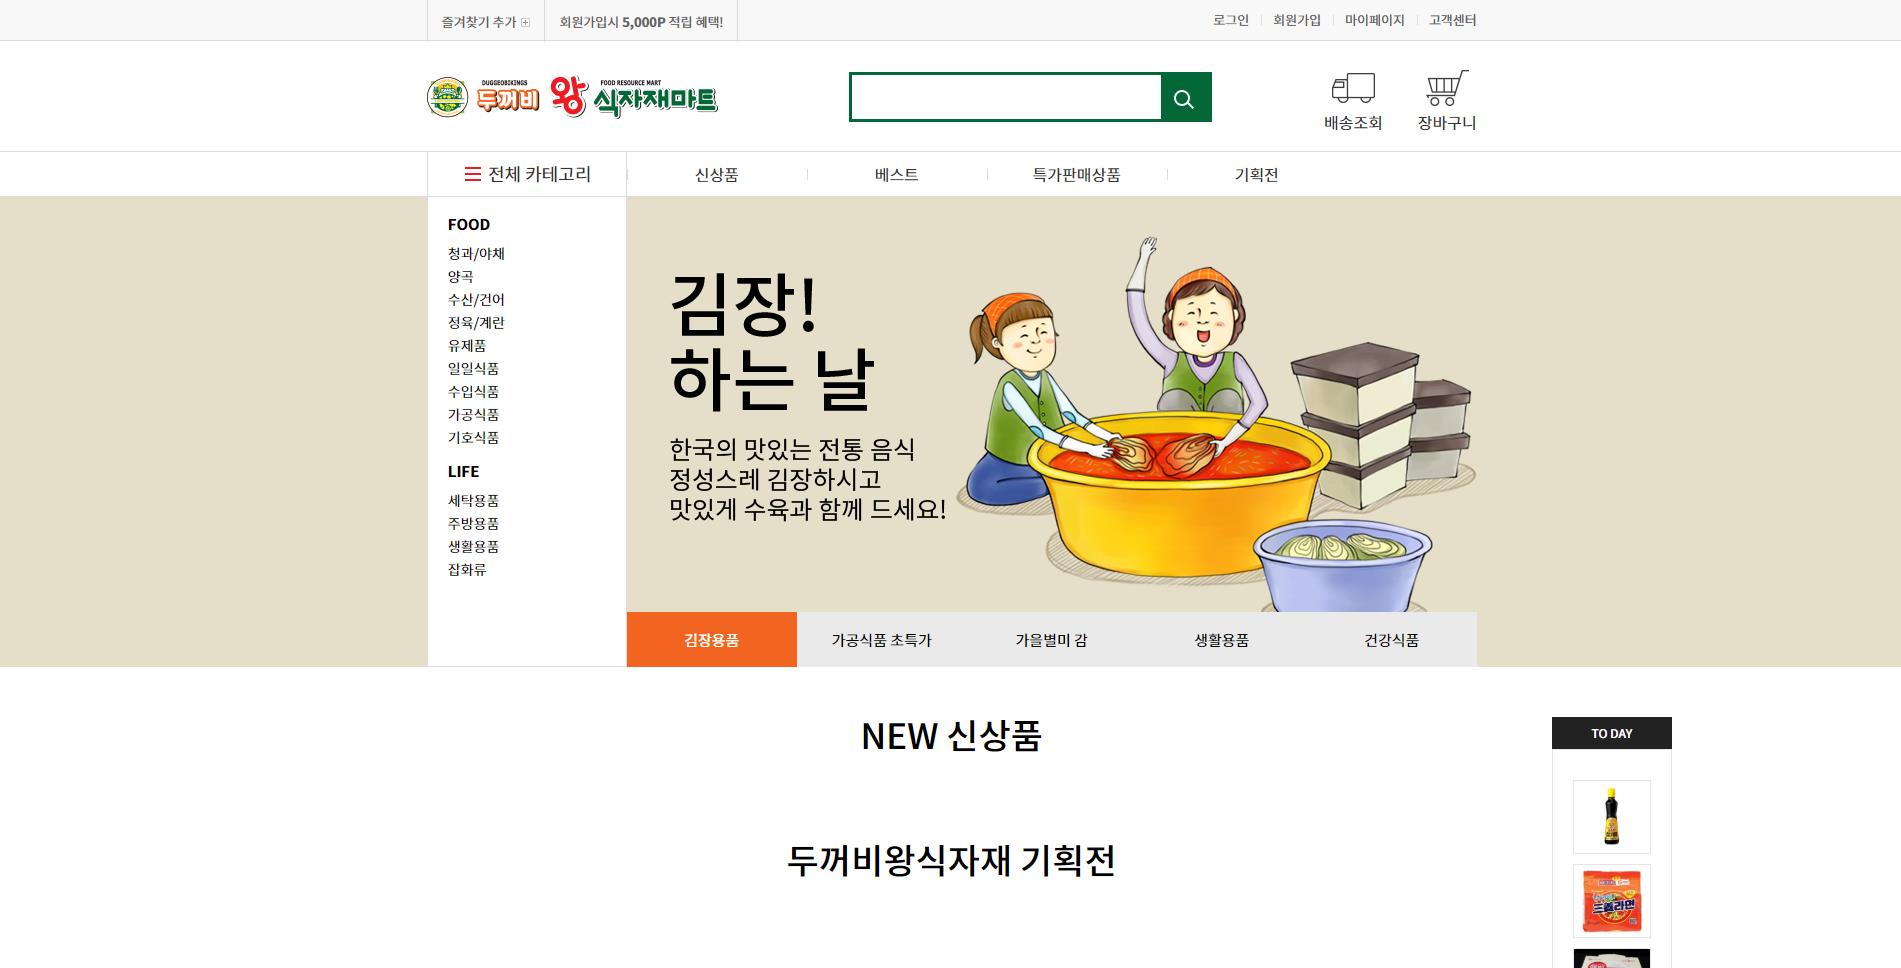 즐겨찾기 추가
회원가입시 5,000P 적립 혜택!
로그인
회원가입
마이페이지
고객센터
DUGGEOBIKINGS
두꺼비
왕
FOOD RESOURCE MART
식자재마트
배송조회
장바구니
전체 카테고리
신상품
베스트
특가판매상품
기획전
FOOD
청과/야채
양곡
수산/건어
정육/계란
유제품
일일식품
수입식품
가공식품
기호식품
LIFE
세탁용품
주방용품
생활용품
잡화류
김장!
하는 날
한국의 맛있는 전통 음식
정성스레 김장하시고
맛있게 수육과 함께 드세요!
김장용품
가공식품 초특가
가을별미 감
생활용품
건강식품
NEW 신상품
두꺼비왕식자재 기획전
TO DAY
三養라면